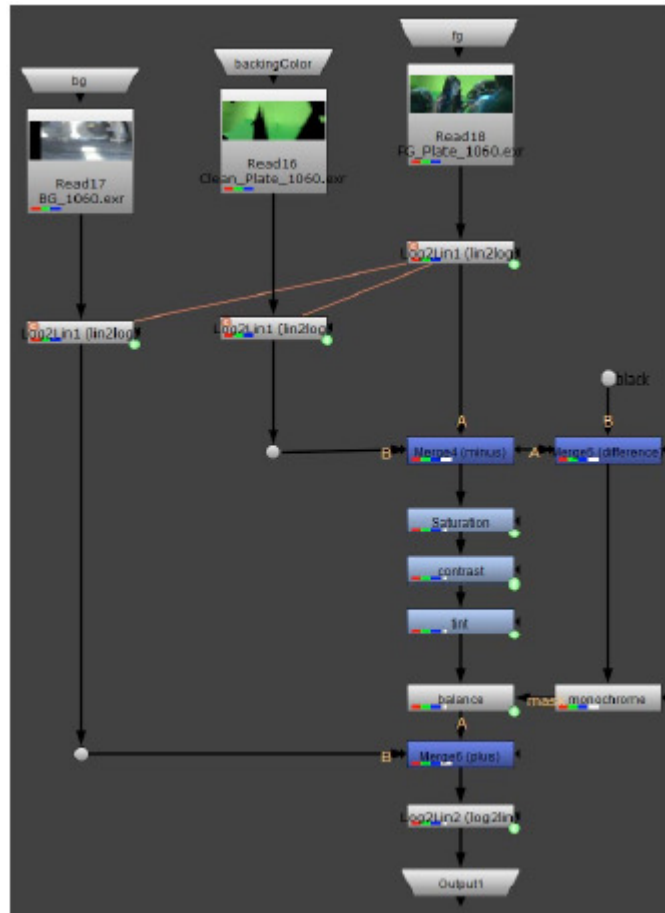 fg
backingColor
bg
Read18
FG_Plate_1060.exr
Read16
Clean_Plate_1060.exr
Read17
BG_1060.exr
Log2Lin1 (lin2log
Log2Lin1 (lin2log
Log2Lin1 (lin2log
black
A
B
B
Merge4 (minus)
A
Merge5 (difference)
Saturation
contrast
tint
balance
mas
monochrome
A
B
Merge6 (plus)
Log2Lin2 (log2lin
Output1